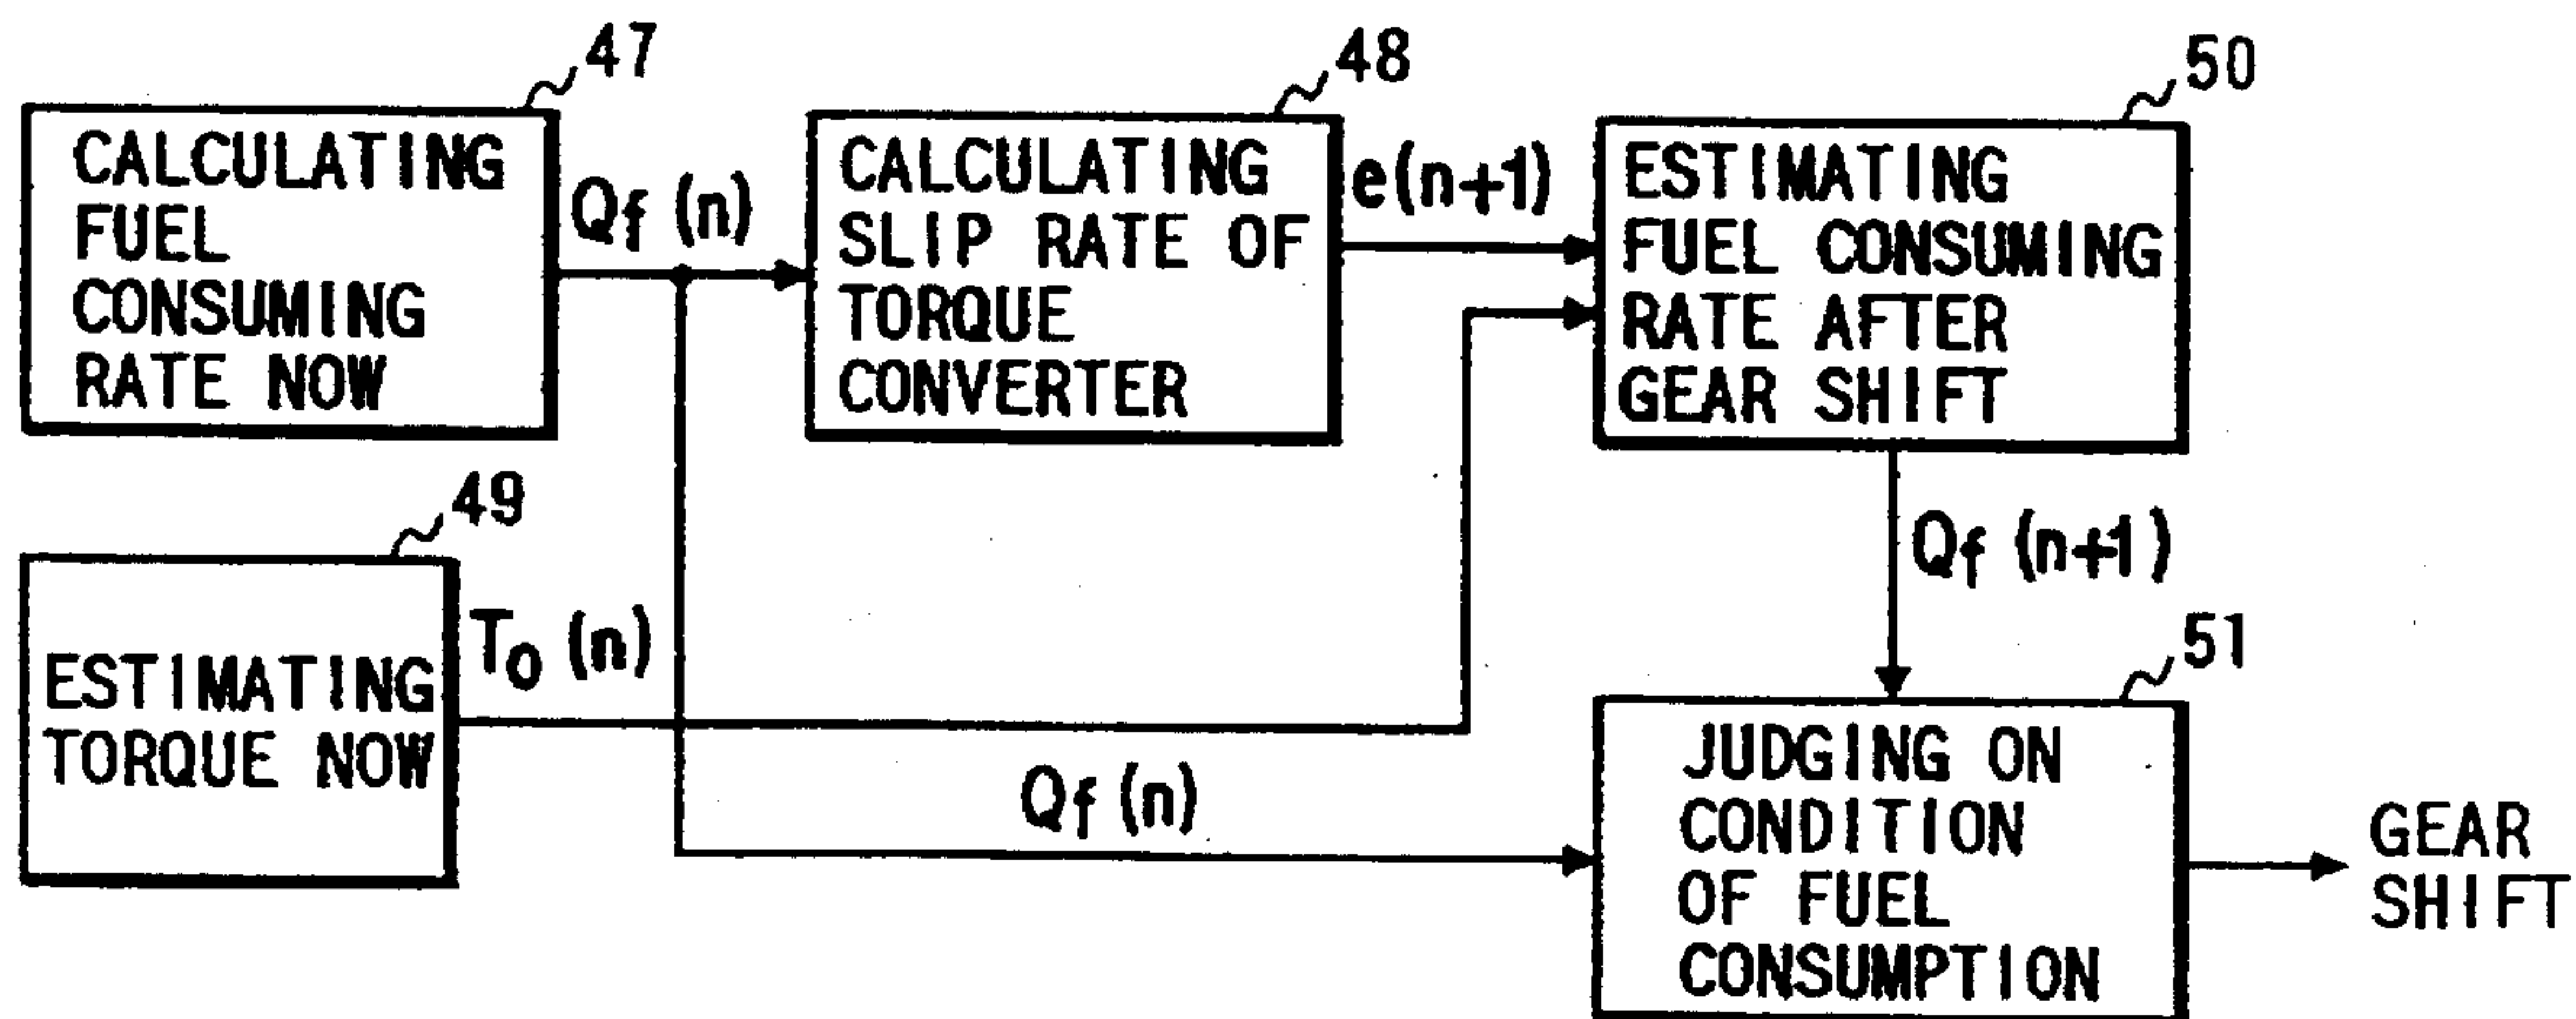 47
CALCULATING
FUEL
CONSUMING
RATE NOW
Qf (n)
48
CALCULATING
SLIP RATE OF
TORQUE
CONVERTER
e(n+1)
50
ESTIMATING
FUEL CONSUMING
RATE AFTER
GEAR SHIFT
49
ESTIMATING
TORQUE NOW
To (n)
Qf (n+1)
Qf (n)
51
JUDGING ON
CONDITION
OF FUEL
CONSUMPTION
GEAR
SHIFT